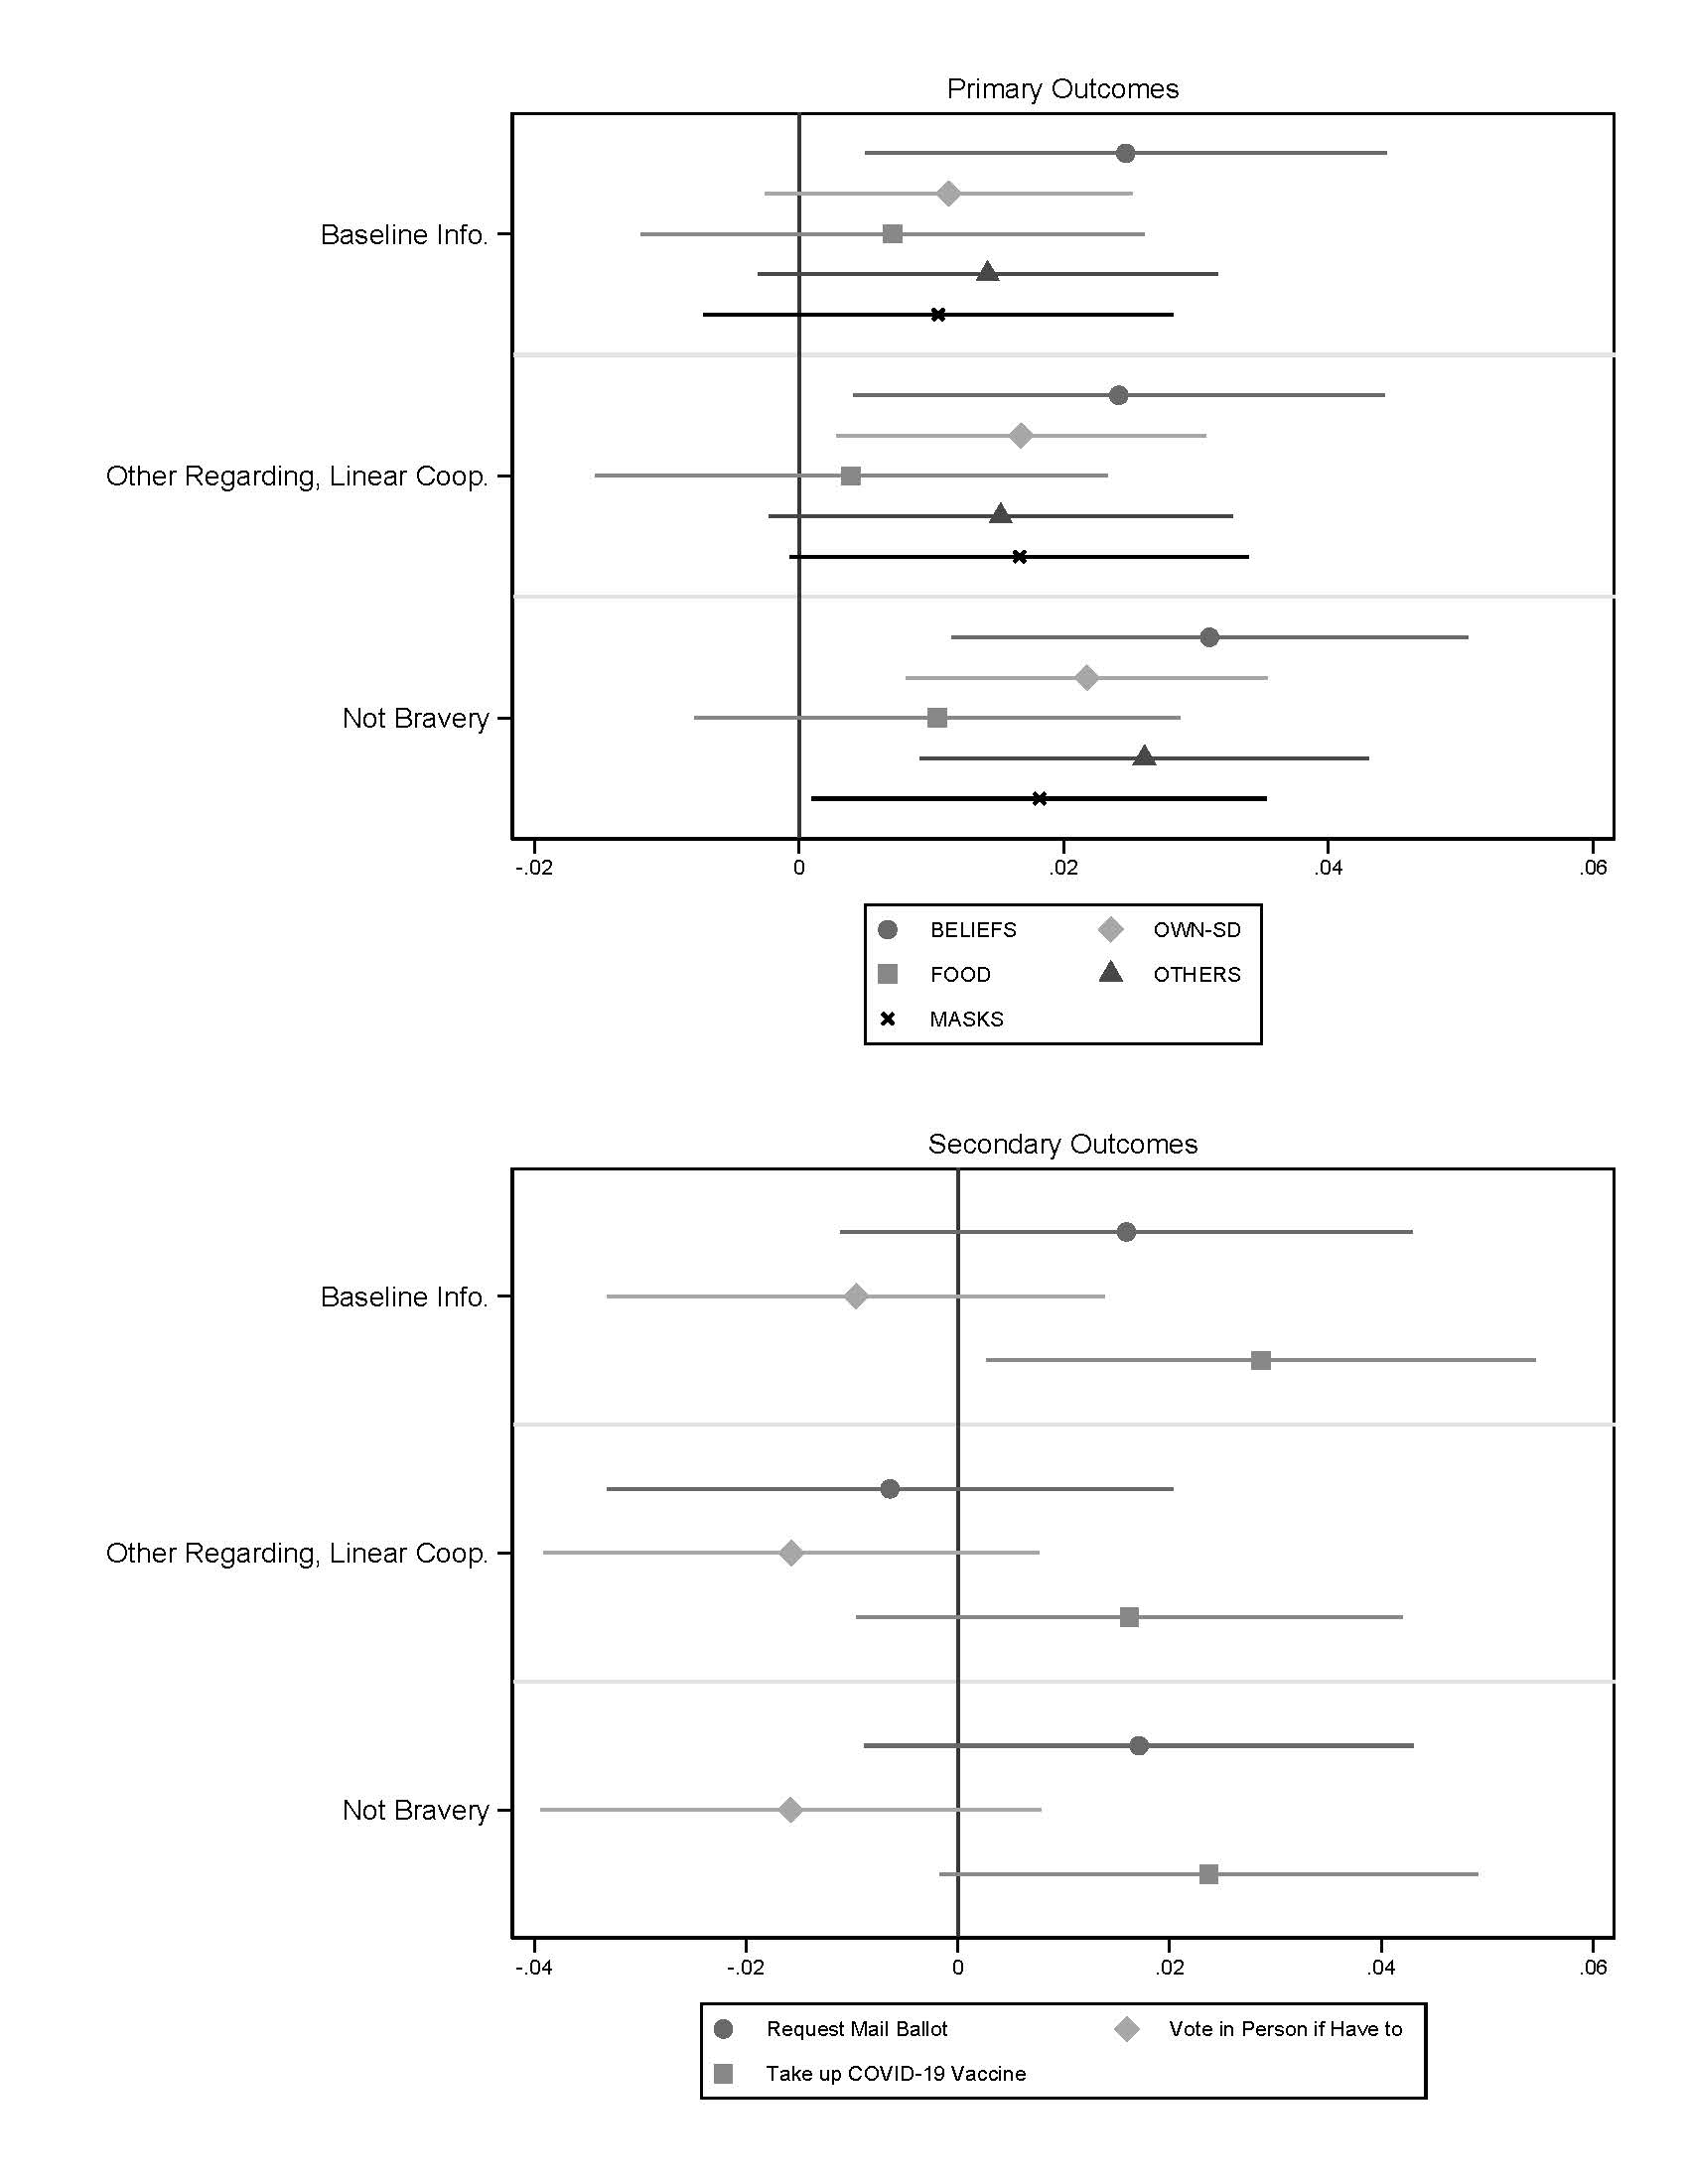 Primary Outcomes
Baseline Info.
Other Regarding, Linear Coop.
Not Bravery
-.02 0 .02 .04 .06
BELIEFS OWN-SD
FOOD OTHERS
MASKS
Secondary Outcomes
Baseline Info.
Other Regarding, Linear Coop.
Not Bravery
-.04 -.02 0 .02 .04 .06
Request Mail Ballot Vote in Person if Have to
Take up COVID-19 Vaccine